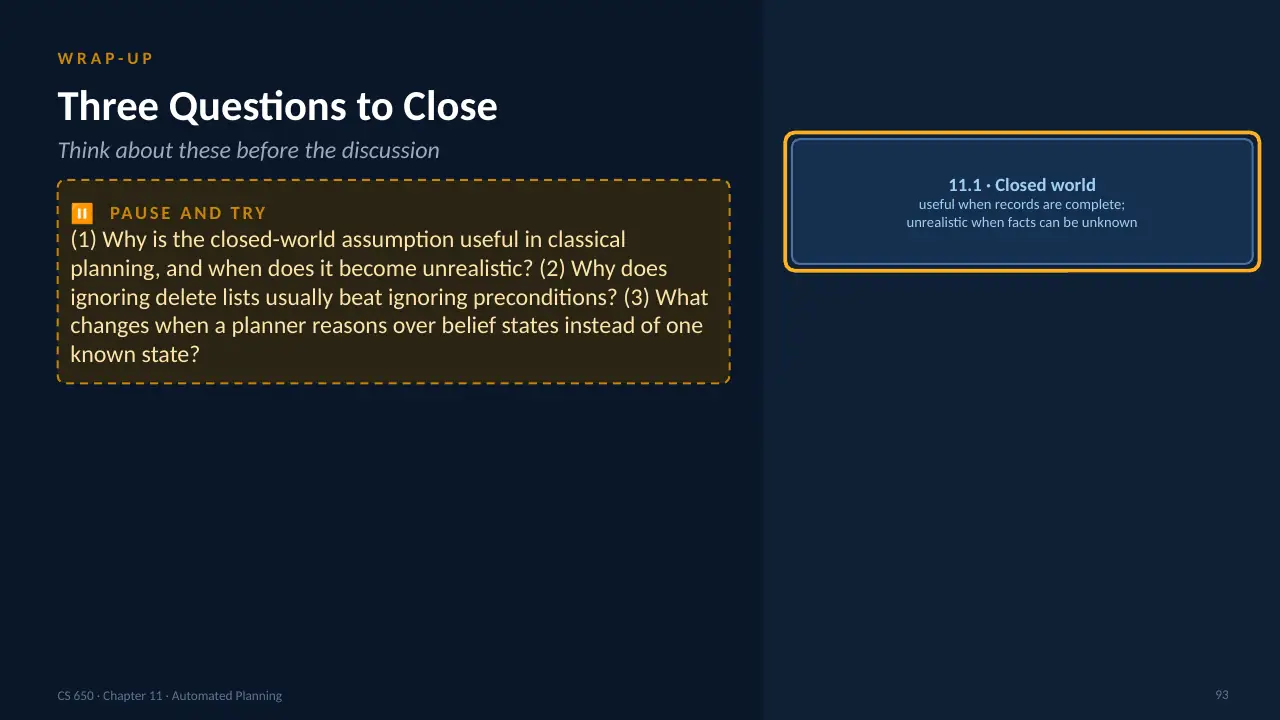 WRAP-UP
Three Questions to Close
Think about these before the discussion
⏸ PAUSE AND TRY
(1) Why is the closed-world assumption useful in classical
planning, and when does it become unrealistic? (2) Why does
ignoring delete lists usually beat ignoring preconditions? (3) What
changes when a planner reasons over belief states instead of one
known state?
11.1 · Closed world
useful when records are complete;
unrealistic when facts can be unknown
CS 650 · Chapter 11 · Automated Planning
93